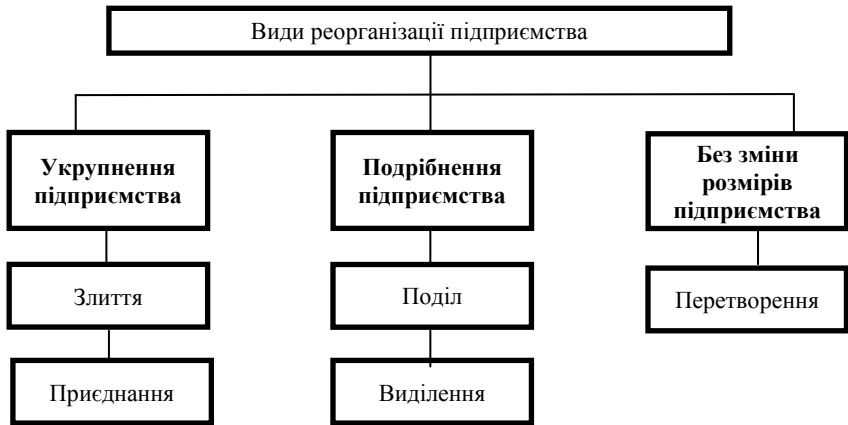 Види реорганізації підприємства
Укрупнення
підприємства
Подрібнення
підприємства
Без зміни
розмірів
підприємства
Злиття
Поділ
Перетворення
Приєднання
Виділення